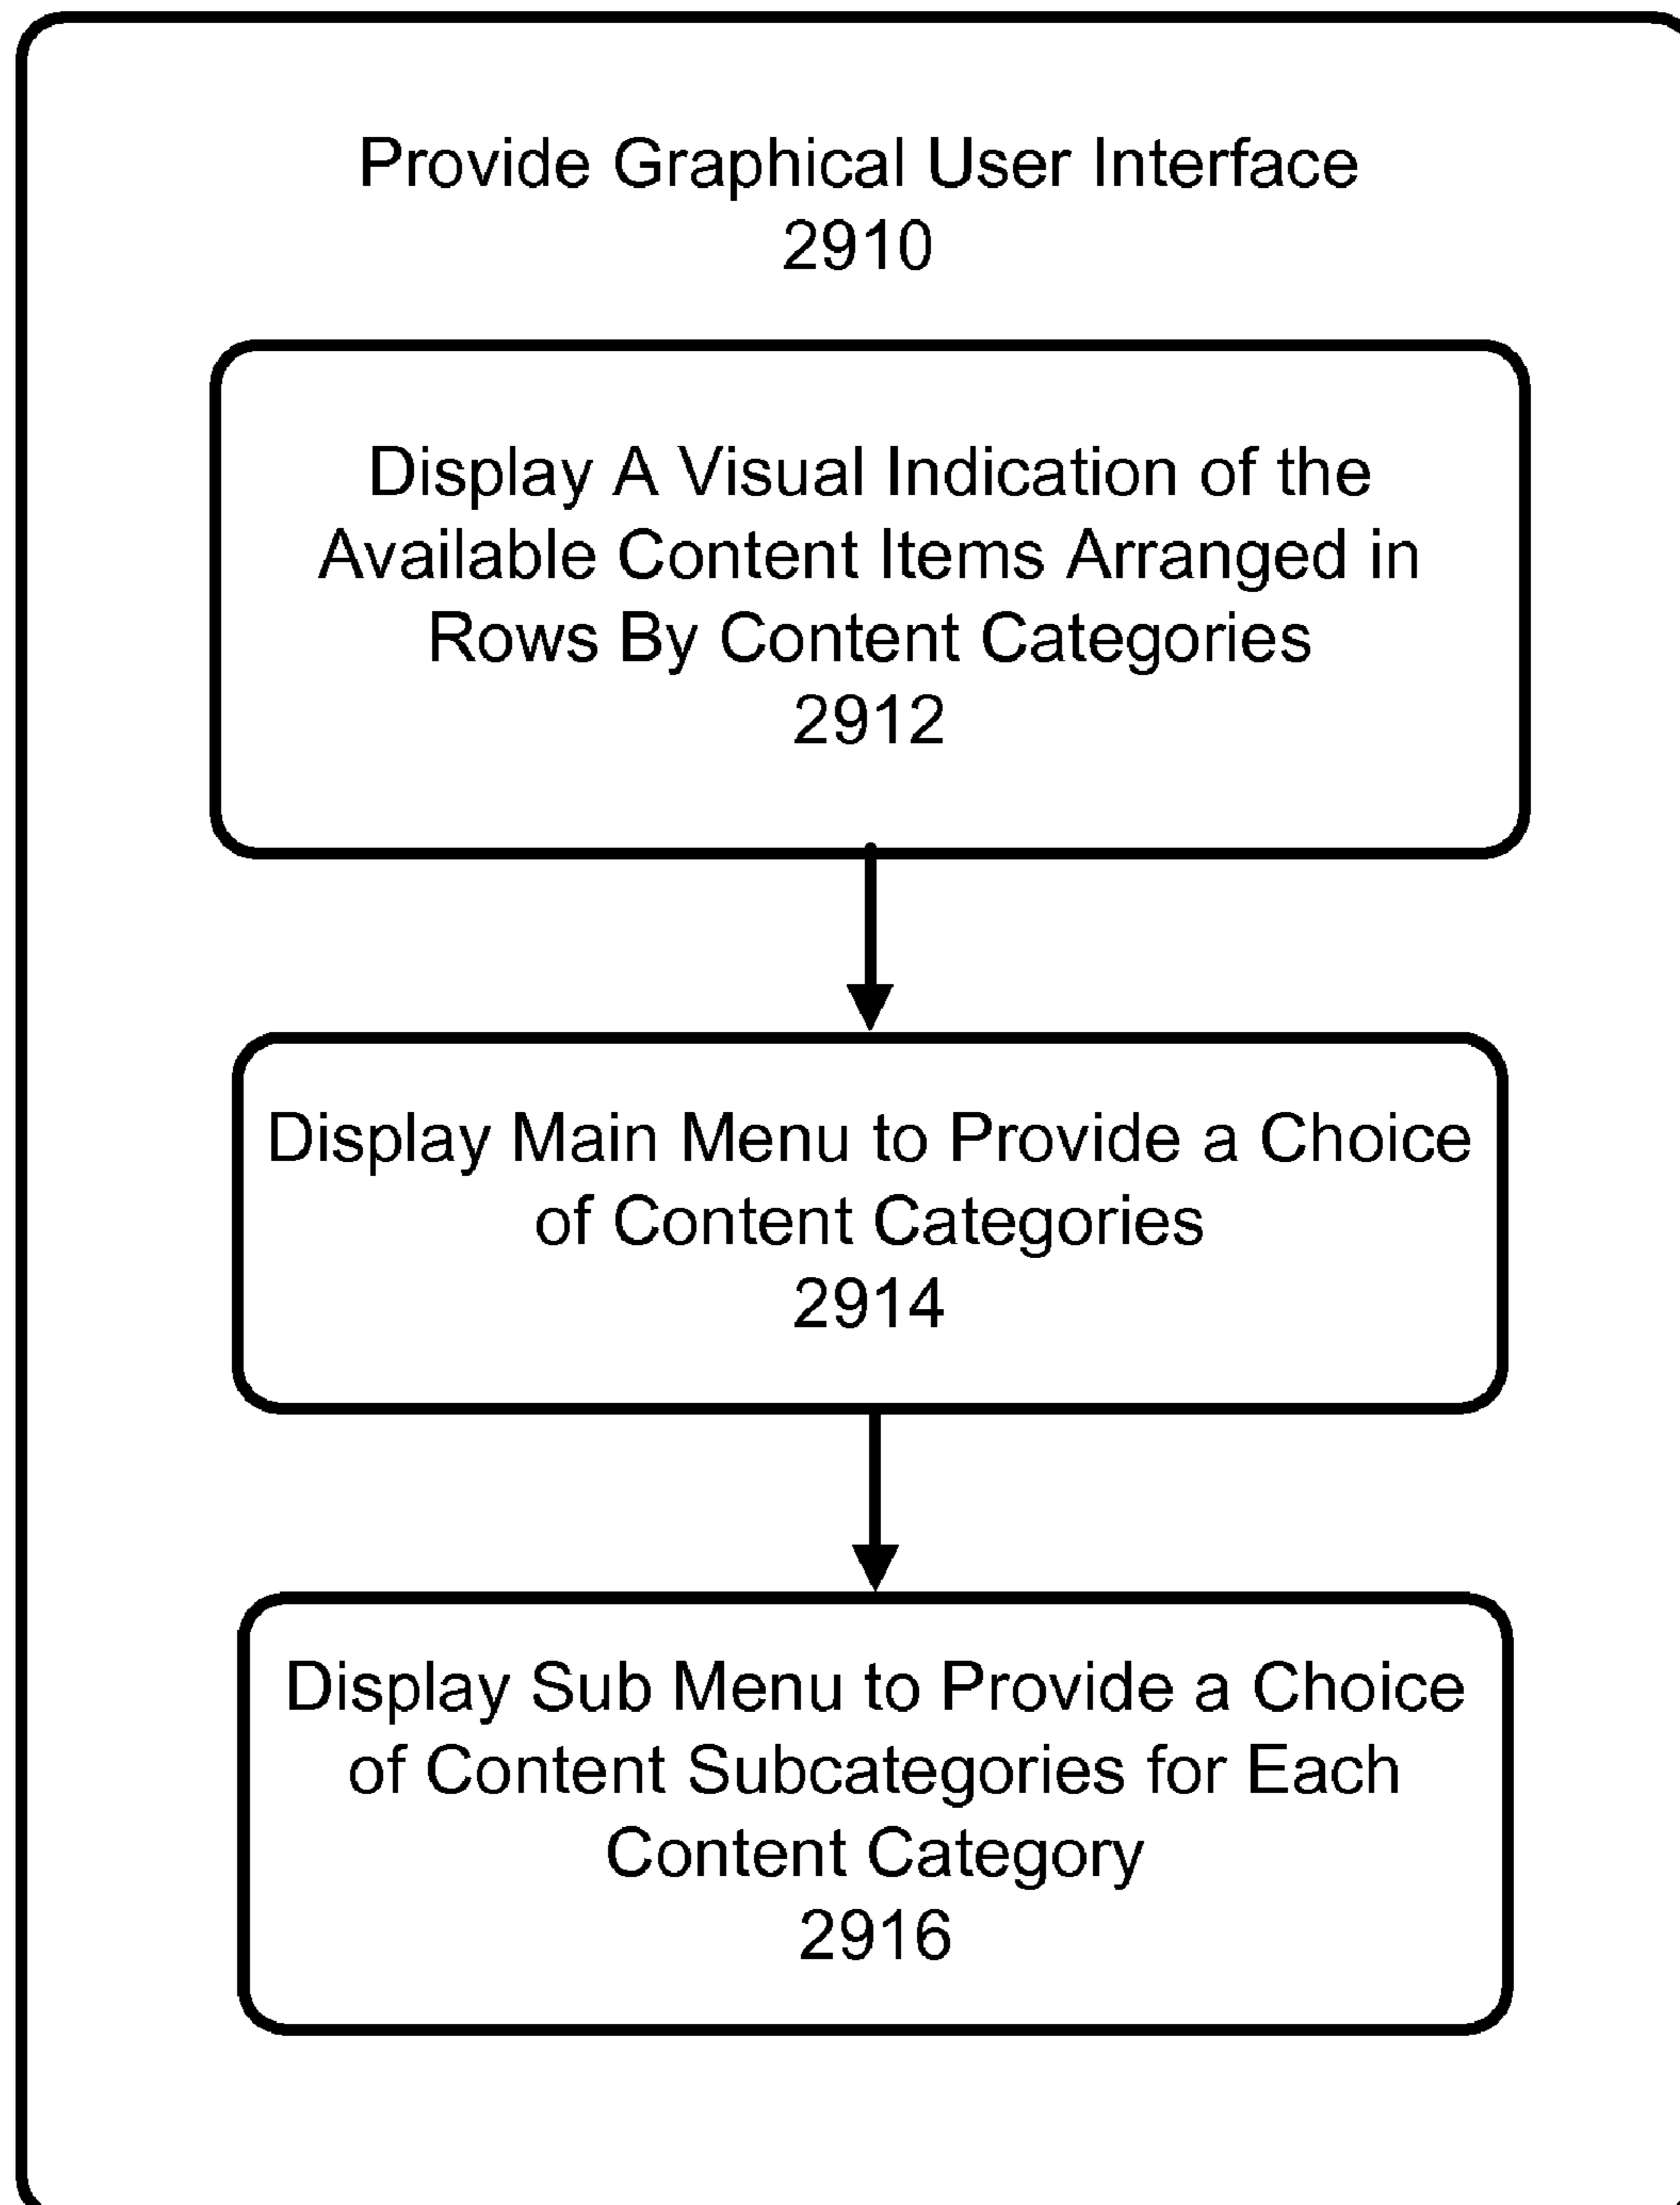 Provide Graphical User Interface
2910
Display A Visual Indication of the
Available Content Items Arranged in
Rows By Content Categories
2912
Display Main Menu to Provide a Choice
of Content Categories
2914
Display Sub Menu to Provide a Choice
of Content Subcategories for Each
Content Category
2916